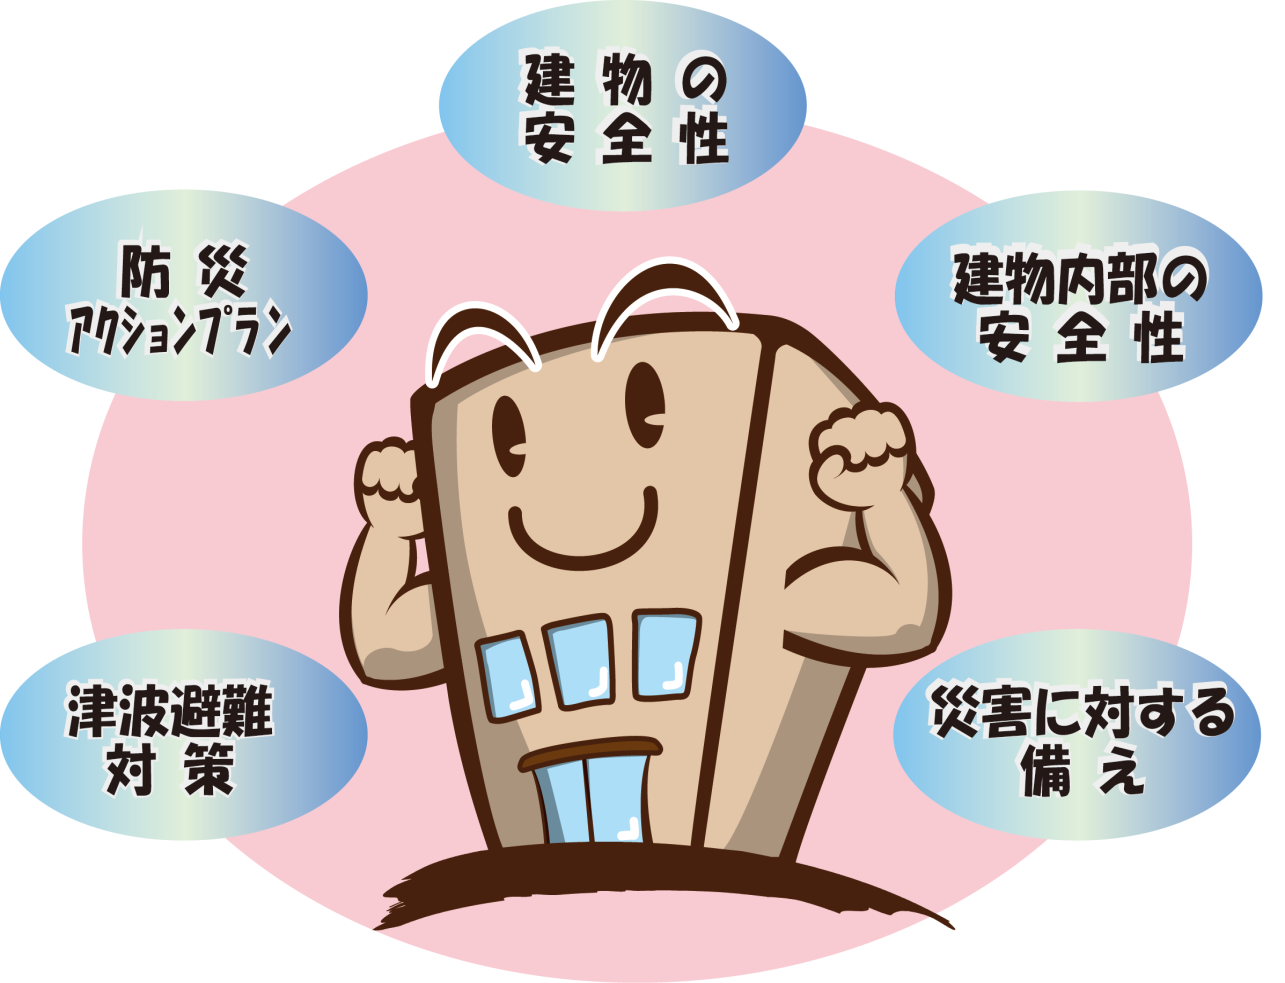 建物の
安全性
防災
アクションプラン
建物内部の
安全性
津波避難
対策
災害に対する
備え